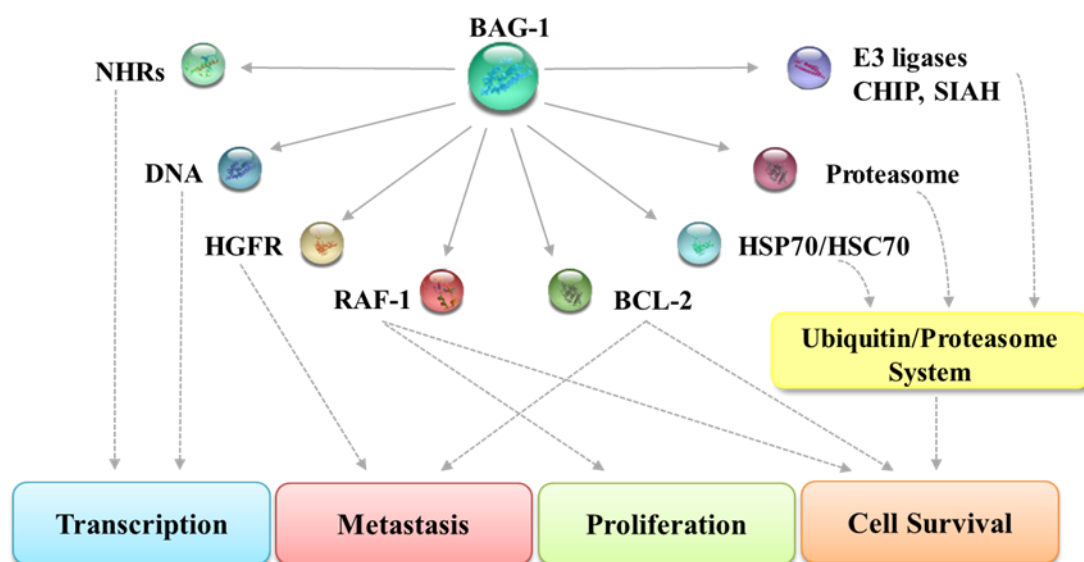 BAG-1
NHRs
E3 ligases
CHIP, SIAH
DNA
Proteasome
HGFR
HSP70/HSC70
RAF-1
BCL-2
Ubiquitin/Proteasome
System
Transcription
Metastasis
Proliferation
Cell Survival